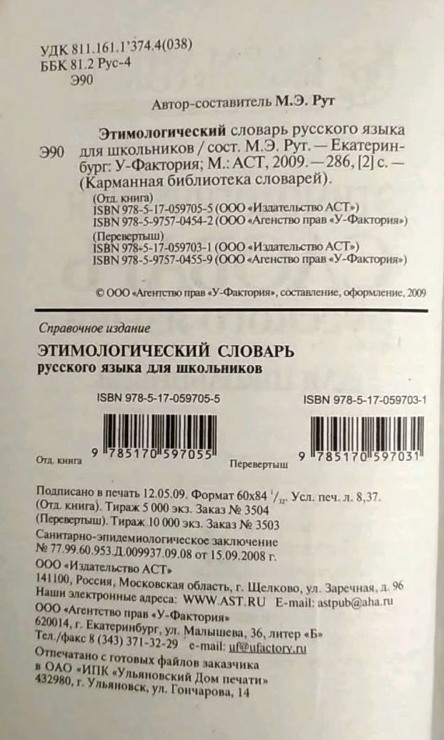 УДК 811.161.1'374.4(038)
ББК 81.2 Рус-4
Э90
Автор-составитель М.Э. Рут
Этимологический словарь русского языка
Э90 для школьников / сост. М.Э. Рут. — Екатерин-
бург: У-Фактория; М.: АСТ, 2009. — 286, [2] с. —
(Карманная библиотека словарей).
(Отд. книга)
ISBN 978-5-17-059705-5 (ООО «Издательство АСТ»)
ISBN 978-5-9757-0454-2 (ООО «Агенство прав «У-Фактория»)
(Перевертыш)
ISBN 978-5-17-059703-1 (ООО «Издательство АСТ»)
ISBN 978-5-9757-0455-9 (ООО «Агенство прав «У-Фактория»)
© ООО «Агентство прав «У-Фактория», составление, оформление, 2009
Справочное издание
ЭТИМОЛОГИЧЕСКИЙ СЛОВАРЬ
русского языка для школьников
ISBN 978-5-17-059705-5
ISBN 978-5-17-059703-1
Отд. книга
9 785170 597055
Перевертыш
9 785170 597031
Подписано в печать 12.05.09. Формат 60x84 1/32. Усл. печ. л. 8,37.
(Отд. книга). Тираж 5 000 экз. Заказ № 3504
(Перевертыш). Тираж 10 000 экз. Заказ № 3503
Санитарно-эпидемиологическое заключение
№ 77.99.60.953.Д.009937.09.08 от 15.09.2008 г.
ООО «Издательство АСТ»
141100, Россия, Московская область, г. Щелково, ул. Заречная, д. 96
Наши электронные адреса: WWW.AST.RU E-mail: astpub@aha.ru
ООО «Агентство прав «У-Фактория»
620014, г. Екатеринбург, ул. Малышева, 36, литер «Б»
Тел./факс 8 (343) 371-32-29 e-mail: uf@ufactory.ru
Отпечатано с готовых файлов заказчика
в ОАО «ИПК «Ульяновский Дом печати»
432980, г. Ульяновск, ул. Гончарова, 14